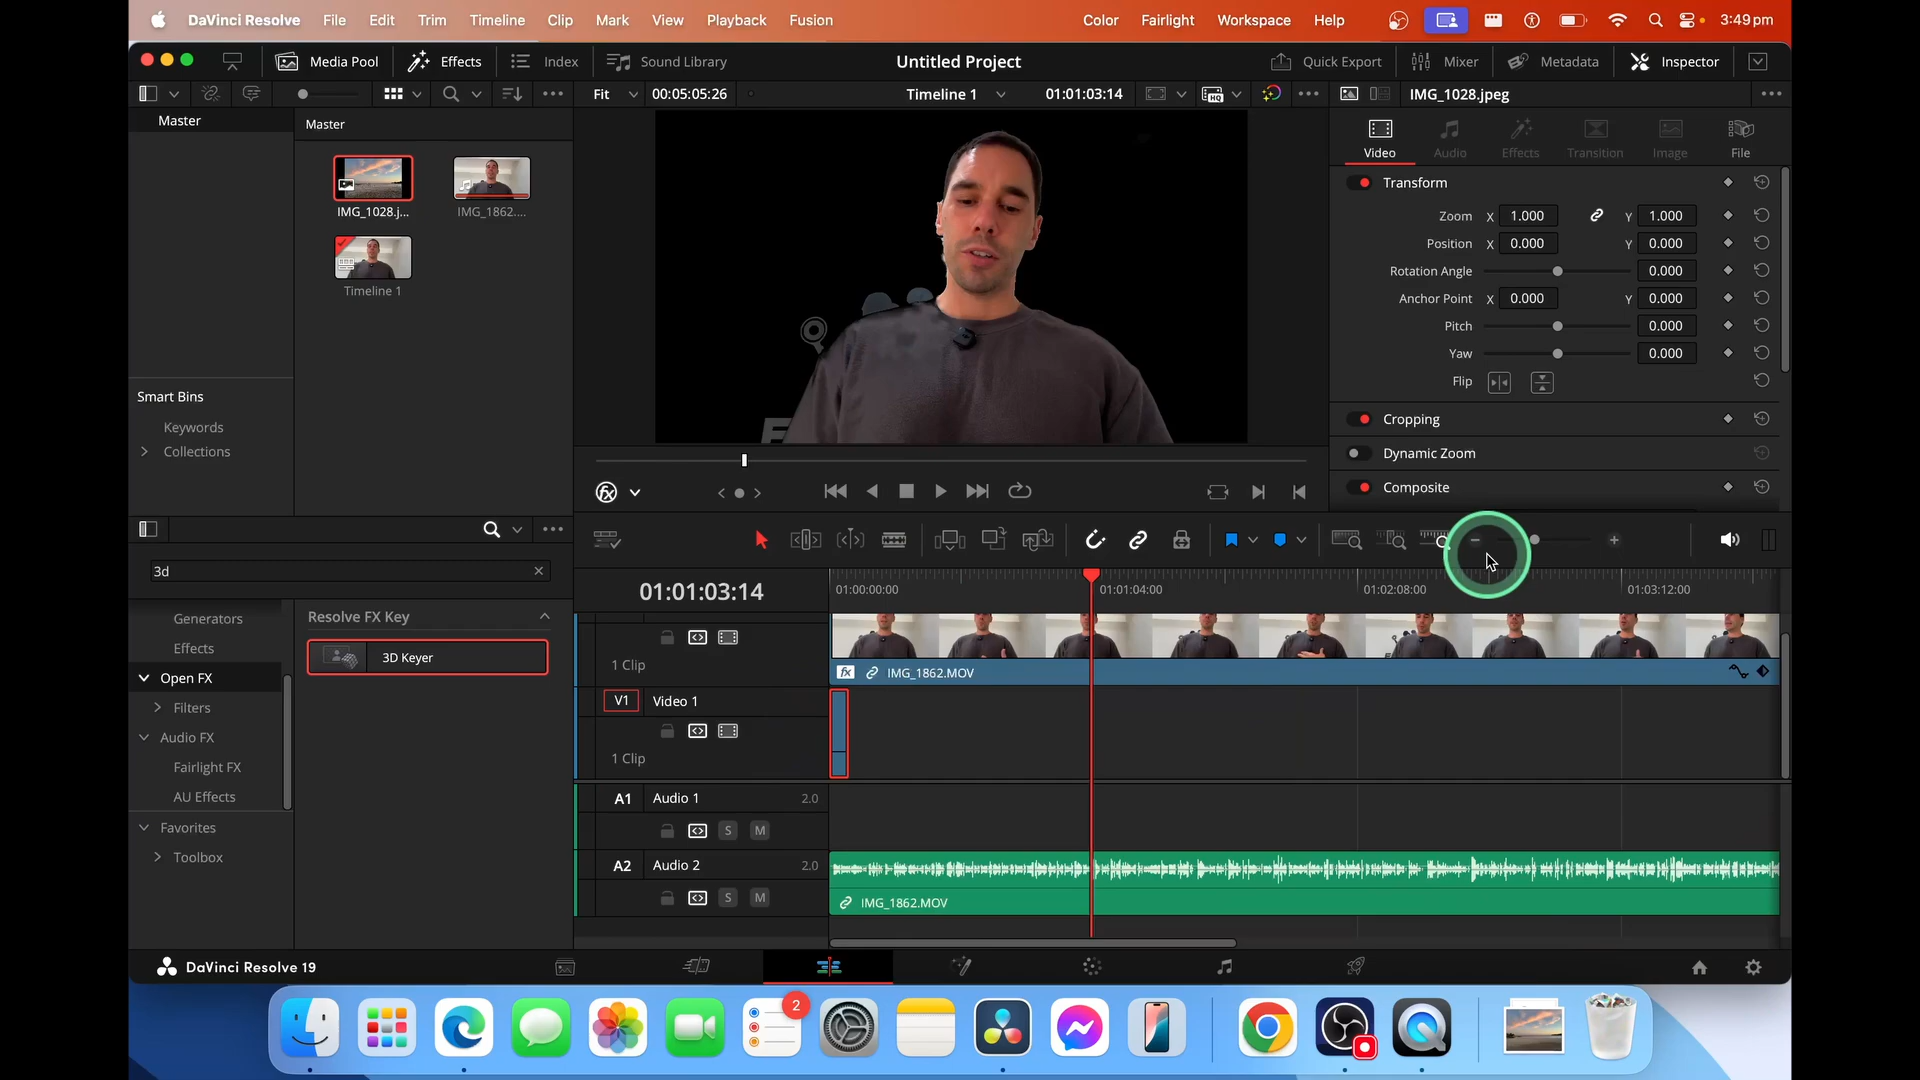 DaVinci Resolve File Edit Trim Timeline Clip Mark View Playback Fusion Color Fairlight Workspace Help 3:49pm
Media Pool Effects Index Sound Library Untitled Project Quick Export Mixer Metadata Inspector
Fit 00:05:05:26 Timeline 1 01:01:03:14 IMG_1028.jpeg
Master
Master
IMG_1028.j...
IMG_1862....
Timeline 1
Smart Bins
Keywords
Collections
Video Audio Effects Transition Image File
Transform
Zoom X 1.000 Y 1.000
Position X 0.000 Y 0.000
Rotation Angle 0.000
Anchor Point X 0.000 Y 0.000
Pitch 0.000
Yaw 0.000
Flip
Cropping
Dynamic Zoom
Composite
3d
Generators
Effects
Open FX
Filters
Audio FX
Fairlight FX
AU Effects
Favorites
Toolbox
Resolve FX Key
3D Keyer
01:01:03:14
01:00:00:00 01:01:04:00 01:02:08:00 01:03:12:00
1 Clip
fx IMG_1862.MOV
V1 Video 1
1 Clip
A1 Audio 1 2.0
S M
A2 Audio 2 2.0
S M
IMG_1862.MOV
DaVinci Resolve 19
2